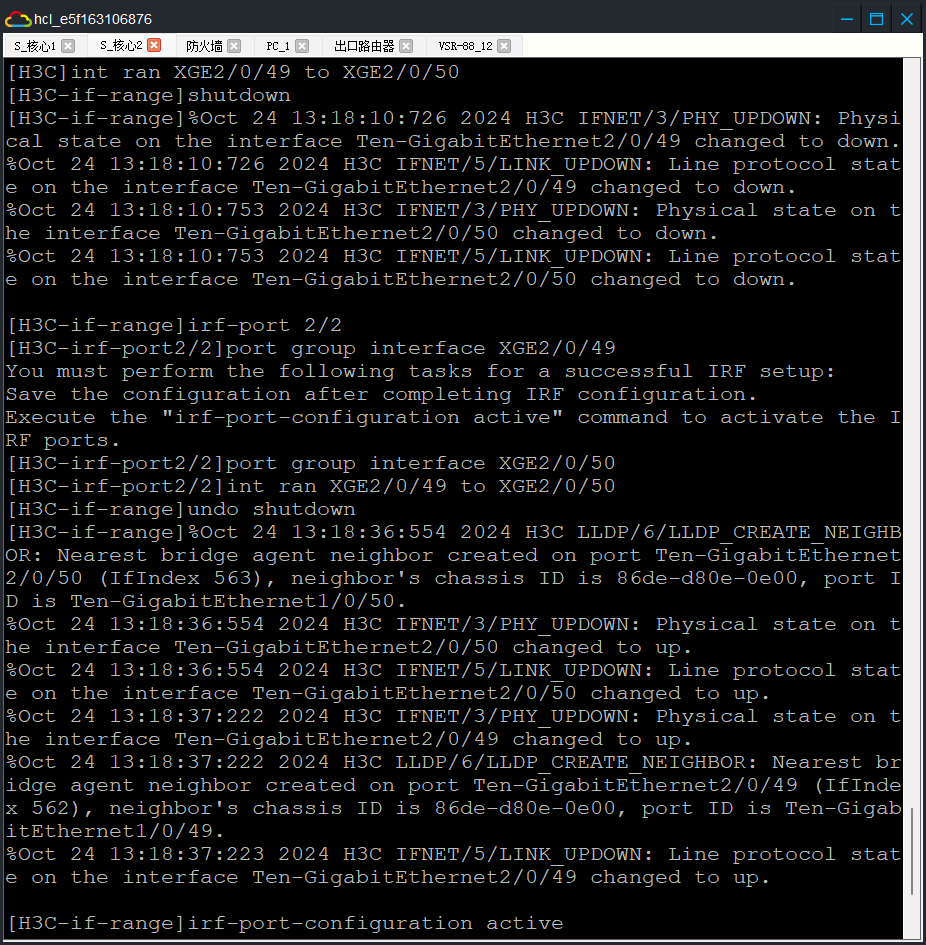 hcl_e5f163106876
S_核心1 S_核心2 防火墙 PC_1 出口路由器 VSR-88_12
[H3C]int ran XGE2/0/49 to XGE2/0/50
[H3C-if-range]shutdown
[H3C-if-range]%Oct 24 13:18:10:726 2024 H3C IFNET/3/PHY_UPDOWN: Physi
cal state on the interface Ten-GigabitEthernet2/0/49 changed to down.
%Oct 24 13:18:10:726 2024 H3C IFNET/5/LINK_UPDOWN: Line protocol stat
e on the interface Ten-GigabitEthernet2/0/49 changed to down.
%Oct 24 13:18:10:753 2024 H3C IFNET/3/PHY_UPDOWN: Physical state on t
he interface Ten-GigabitEthernet2/0/50 changed to down.
%Oct 24 13:18:10:753 2024 H3C IFNET/5/LINK_UPDOWN: Line protocol stat
e on the interface Ten-GigabitEthernet2/0/50 changed to down.
[H3C-if-range]irf-port 2/2
[H3C-irf-port2/2]port group interface XGE2/0/49
You must perform the following tasks for a successful IRF setup:
Save the configuration after completing IRF configuration.
Execute the "irf-port-configuration active" command to activate the I
RF ports.
[H3C-irf-port2/2]port group interface XGE2/0/50
[H3C-irf-port2/2]int ran XGE2/0/49 to XGE2/0/50
[H3C-if-range]undo shutdown
[H3C-if-range]%Oct 24 13:18:36:554 2024 H3C LLDP/6/LLDP_CREATE_NEIGHB
OR: Nearest bridge agent neighbor created on port Ten-GigabitEthernet
2/0/50 (IfIndex 563), neighbor's chassis ID is 86de-d80e-0e00, port I
D is Ten-GigabitEthernet1/0/50.
%Oct 24 13:18:36:554 2024 H3C IFNET/3/PHY_UPDOWN: Physical state on t
he interface Ten-GigabitEthernet2/0/50 changed to up.
%Oct 24 13:18:36:554 2024 H3C IFNET/5/LINK_UPDOWN: Line protocol stat
e on the interface Ten-GigabitEthernet2/0/50 changed to up.
%Oct 24 13:18:37:222 2024 H3C IFNET/3/PHY_UPDOWN: Physical state on t
he interface Ten-GigabitEthernet2/0/49 changed to up.
%Oct 24 13:18:37:222 2024 H3C LLDP/6/LLDP_CREATE_NEIGHBOR: Nearest br
idge agent neighbor created on port Ten-GigabitEthernet2/0/49 (IfInde
x 562), neighbor's chassis ID is 86de-d80e-0e00, port ID is Ten-Gigab
itEthernet1/0/49.
%Oct 24 13:18:37:223 2024 H3C IFNET/5/LINK_UPDOWN: Line protocol stat
e on the interface Ten-GigabitEthernet2/0/49 changed to up.
[H3C-if-range]irf-port-configuration active